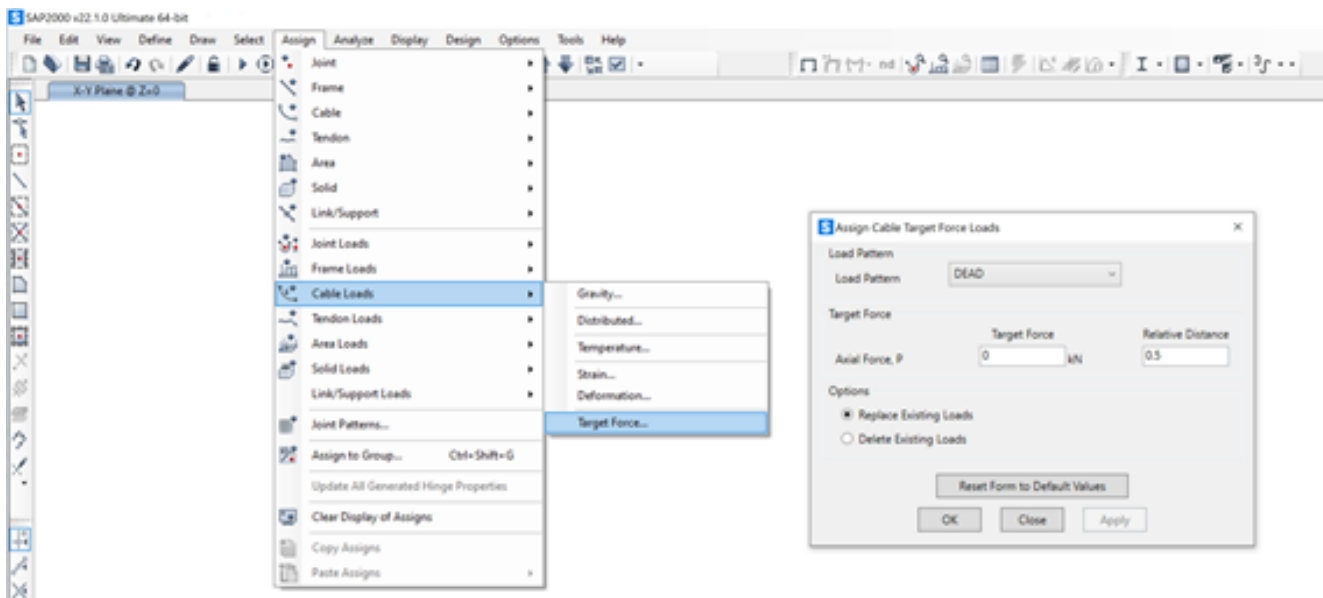 SAP2000 v22.1.0 Ultimate 64-bit
File Edit View Define Draw Select Assign Analyze Display Design Options Tools Help
nd
X-Y Plane @ Z=0
Joint
Frame
Cable
Tendon
Area
Solid
Link/Support
Joint Loads
Frame Loads
Cable Loads
Tendon Loads
Area Loads
Solid Loads
Link/Support Loads
Joint Patterns...
Assign to Group... Ctrl+Shift+G
Update All Generated Hinge Properties
Clear Display of Assigns
Copy Assigns
Paste Assigns
Gravity...
Distributed...
Temperature...
Strain...
Deformation...
Target Force...
Assign Cable Target Force Loads
Load Pattern
Load Pattern DEAD
Target Force
Target Force Relative Distance
Axial Force, P 0 kN 0.5
Options
Replace Existing Loads
Delete Existing Loads
Reset Form to Default Values
OK Close Apply